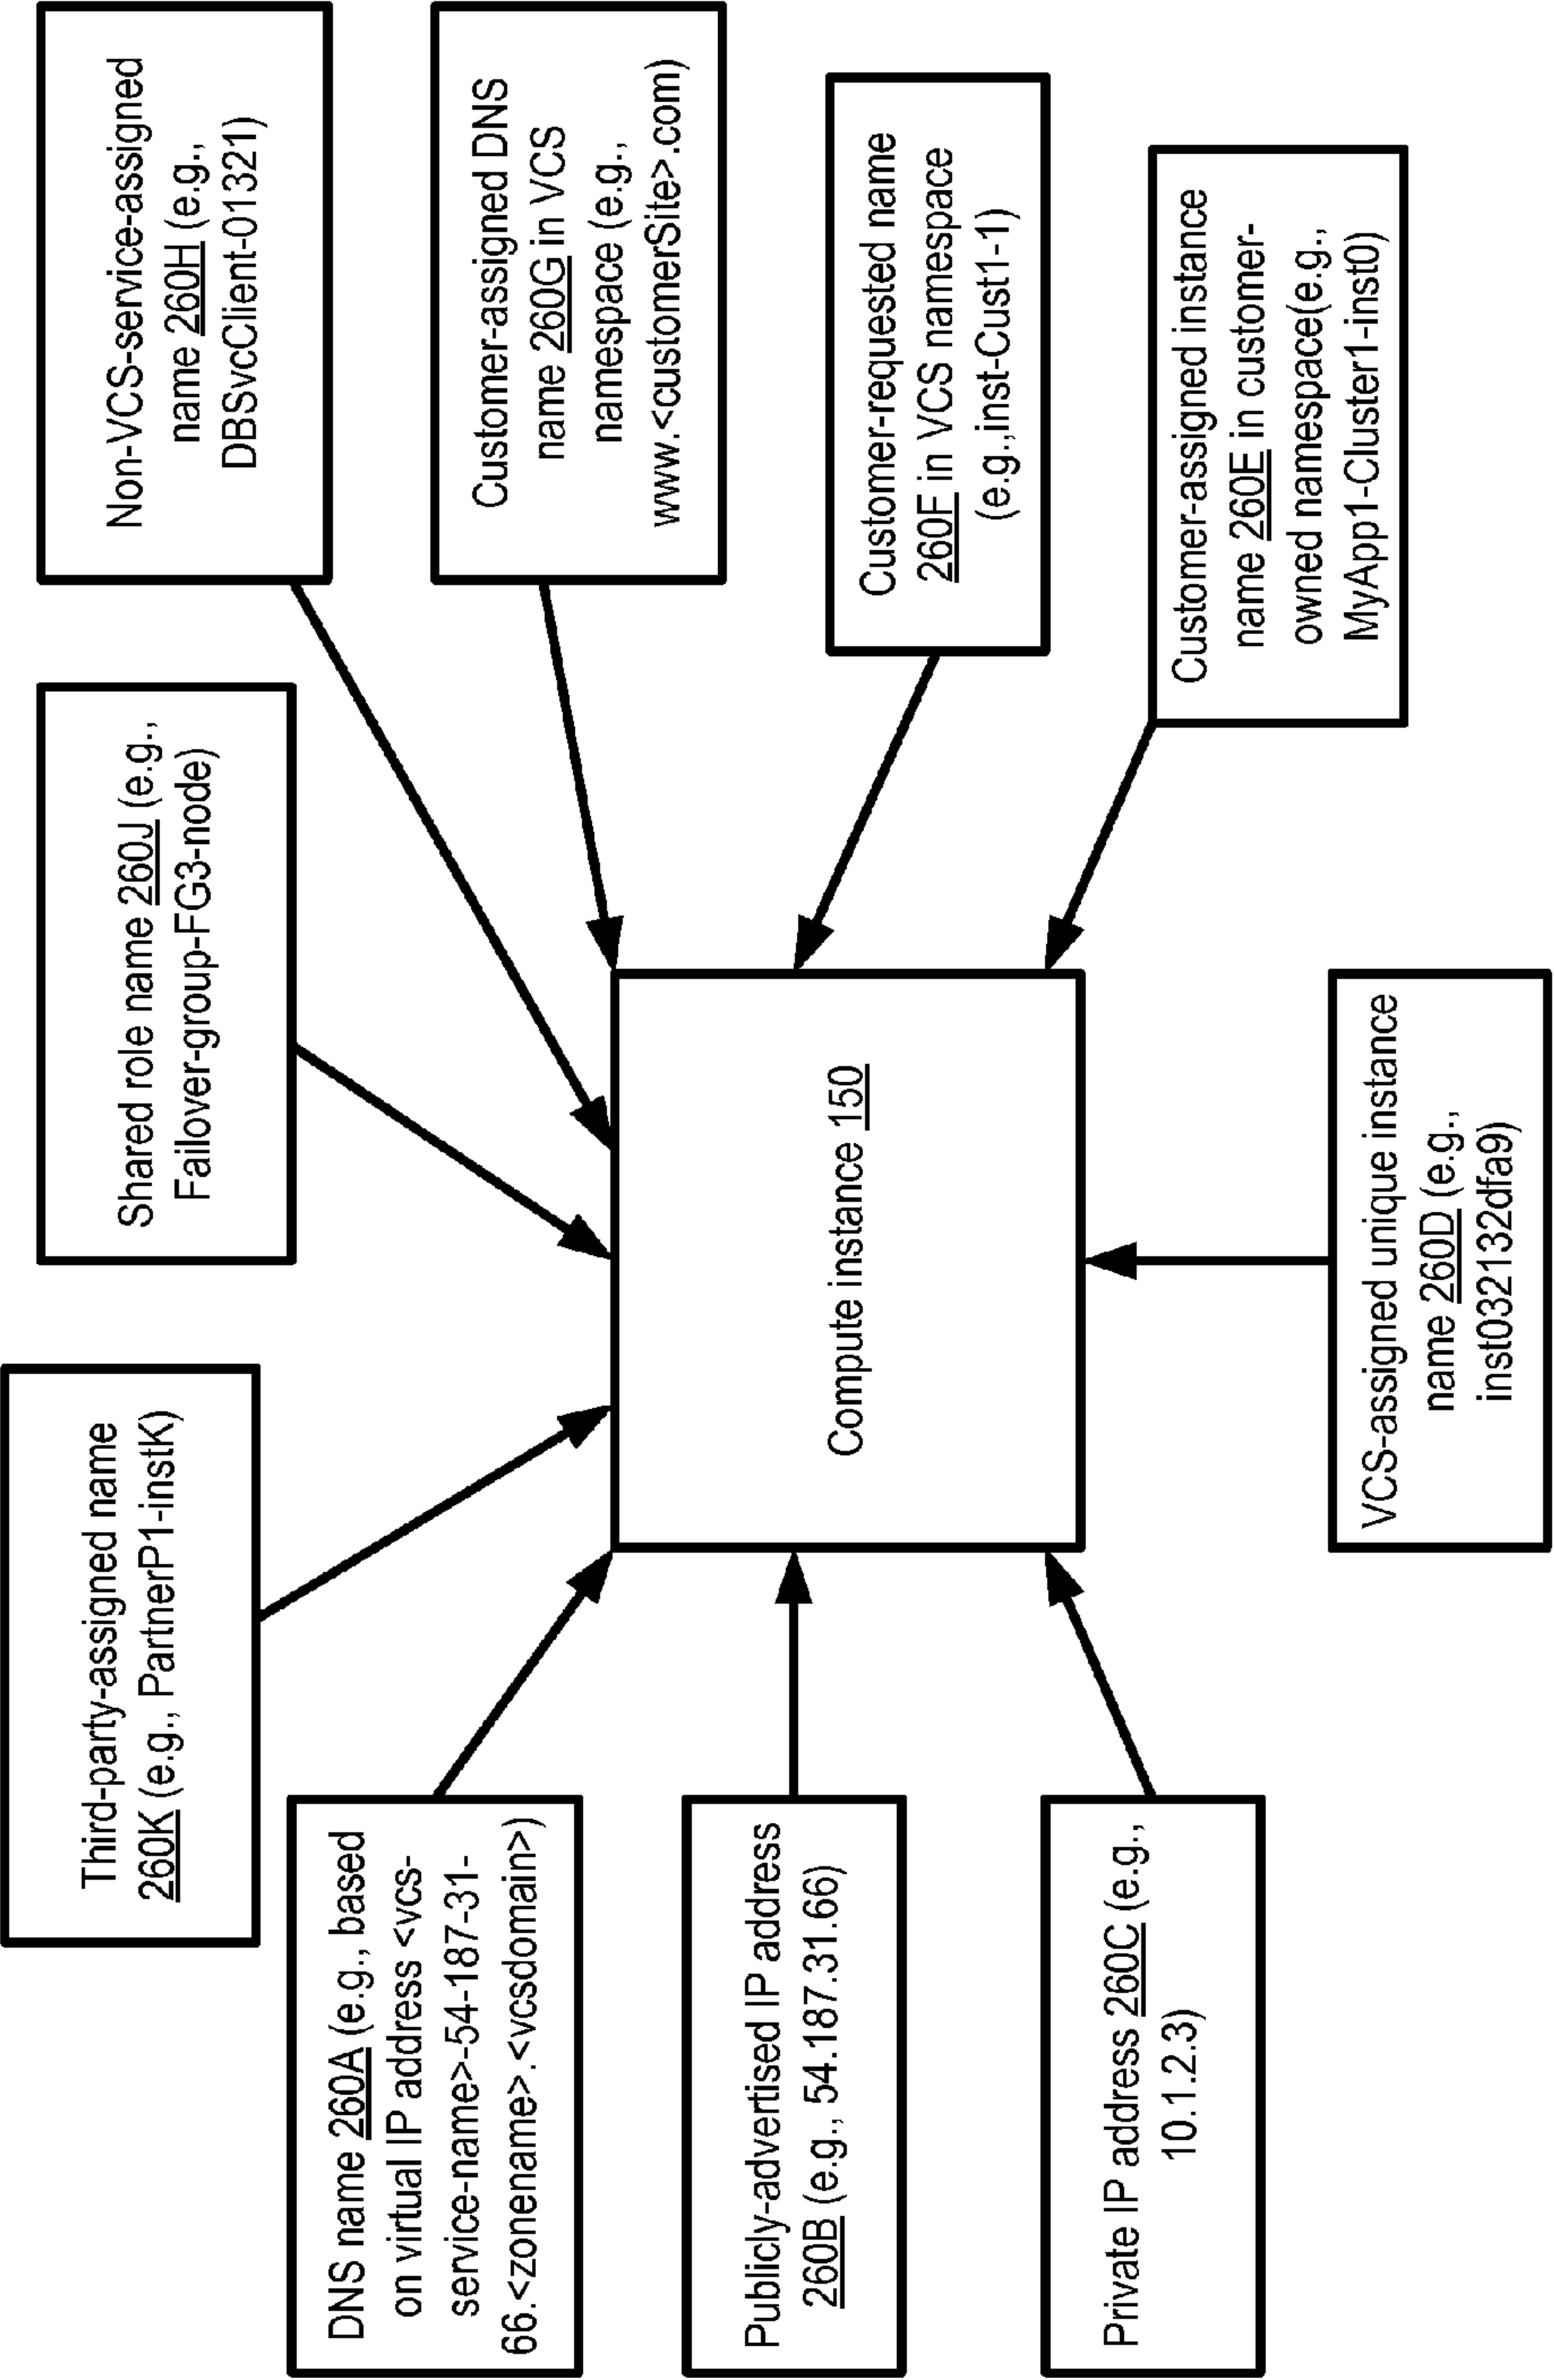 Third-party-assigned name
260K (e.g., PartnerP1-instK)
Shared role name 260J (e.g.,
Failover-group-FG3-node)
Non-VCS-service-assigned
name 260H (e.g.,
DBSvcClient-01321)
DNS name 260A (e.g., based
on virtual IP address <vcs-
service-name>-54-187-31-
66.<zonename>.<vcsdomain>)
Customer-assigned DNS
name 260G in VCS
namespace (e.g.,
www.<customerSite>.com)
Publicly-advertised IP address
260B (e.g., 54.187.31.66)
Compute instance 150
Customer-requested name
260F in VCS namespace
(e.g.,inst-Cust1-1)
Private IP address 260C (e.g.,
10.1.2.3)
Customer-assigned instance
name 260E in customer-
owned namespace(e.g.,
MyApp1-Cluster1-inst0)
VCS-assigned unique instance
name 260D (e.g.,
inst032132dfa9)